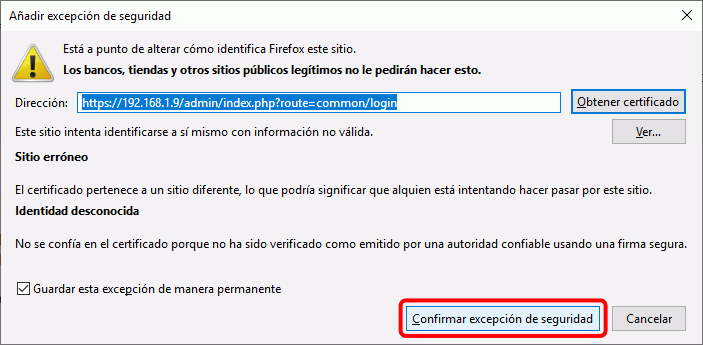 Añadir excepción de seguridad
Está a punto de alterar cómo identifica Firefox este sitio.
Los bancos, tiendas y otros sitios públicos legítimos no le pedirán hacer esto.
Dirección: https://192.168.1.9/admin/index.php?route=common/login Obtener certificado
Este sitio intenta identificarse a sí mismo con información no válida. Ver...
Sitio erróneo
El certificado pertenece a un sitio diferente, lo que podría significar que alguien está intentando hacer pasar por este sitio.
Identidad desconocida
No se confía en el certificado porque no ha sido verificado como emitido por una autoridad confiable usando una firma segura.
Guardar esta excepción de manera permanente
Confirmar excepción de seguridad Cancelar